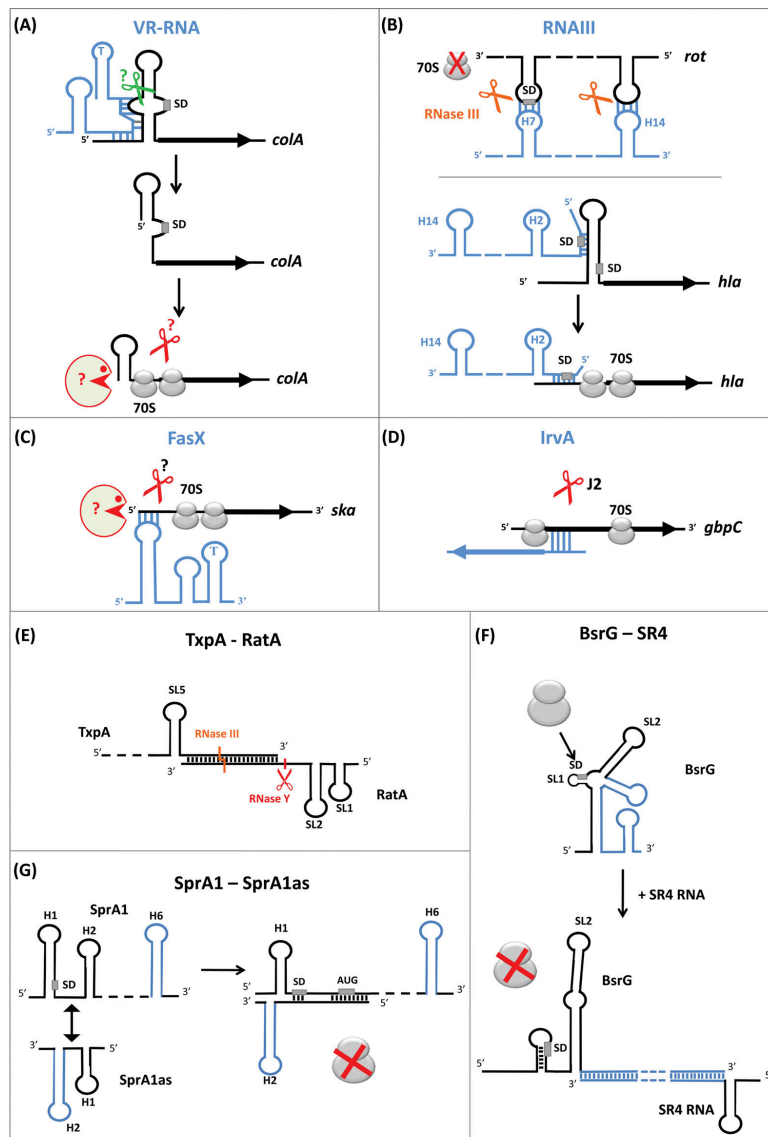 (A) VR-RNA
T
?
SD
5'
colA
5'
SD
colA
?
?
colA
70S
(B) RNAIII
70S
3'
5'
rot
RNase III
SD
H7
H14
5'
3'
5'
H14
H2
SD
3'
SD
5'
hla
H14
H2
70S
SD
5'
3'
hla
(C) FasX
?
?
70S
5'
3'
ska
T
5'
3'
(D) IrvA
J2
70S
5'
3'
gbpC
(E) TxpA - RatA
SL5
TxpA
RNase III
5'
3'
3'
5'
RNase Y
RatA
SL2
SL1
(F) BsrG – SR4
SL2
SD
SL1
BsrG
5'
3'
+ SR4 RNA
SL2
BsrG
SD
5'
3'
3'
5'
SR4 RNA
(G) SprA1 – SprA1as
H1
SprA1
H2
H6
SD
5'
3'
3'
5'
H1
SprA1as
H2
H1
H6
SD
AUG
5'
3'
3'
5'
H2